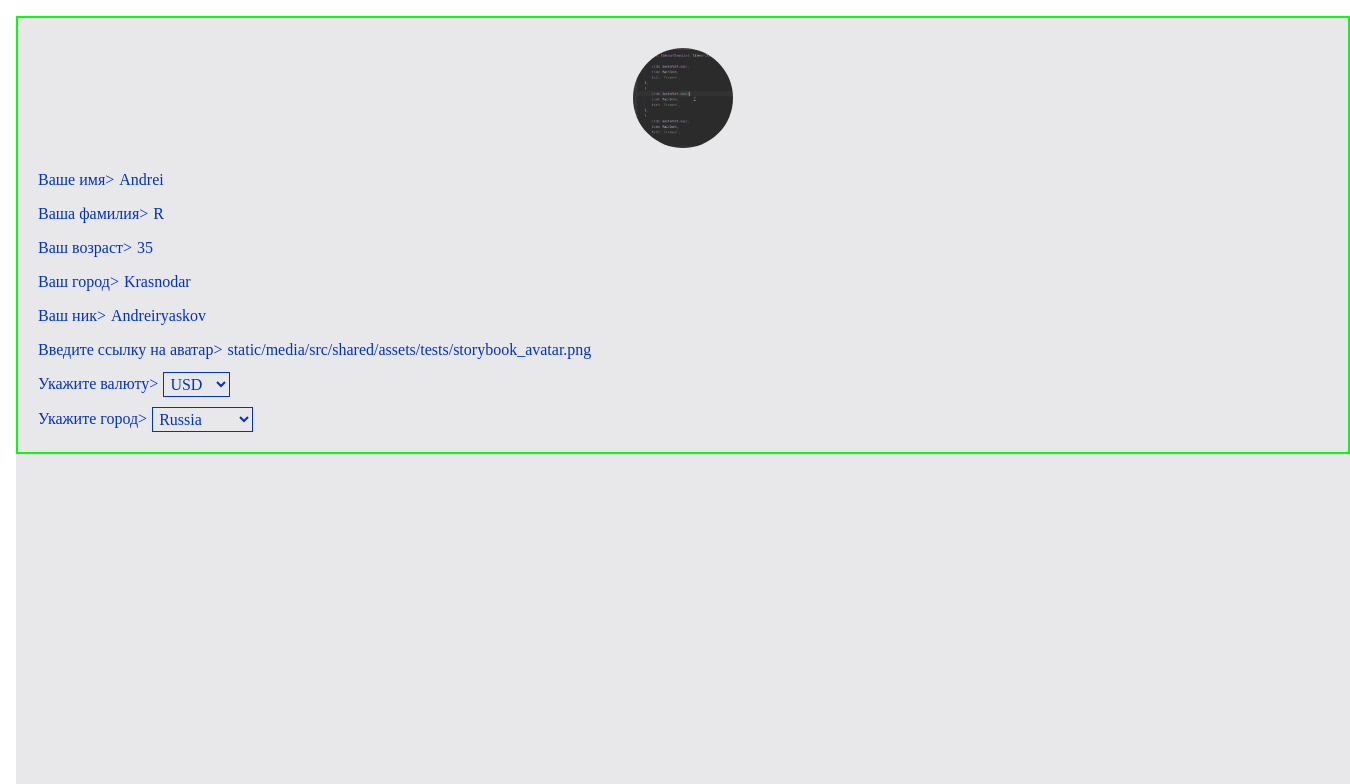 Ваше имя> Andrei
Ваша фамилия> R
Ваш возраст> 35
Ваш город> Krasnodar
Ваш ник> Andreiryaskov
Введите ссылку на аватар> static/media/src/shared/assets/tests/storybook_avatar.png
Укажите валюту> USD
Укажите город> Russia